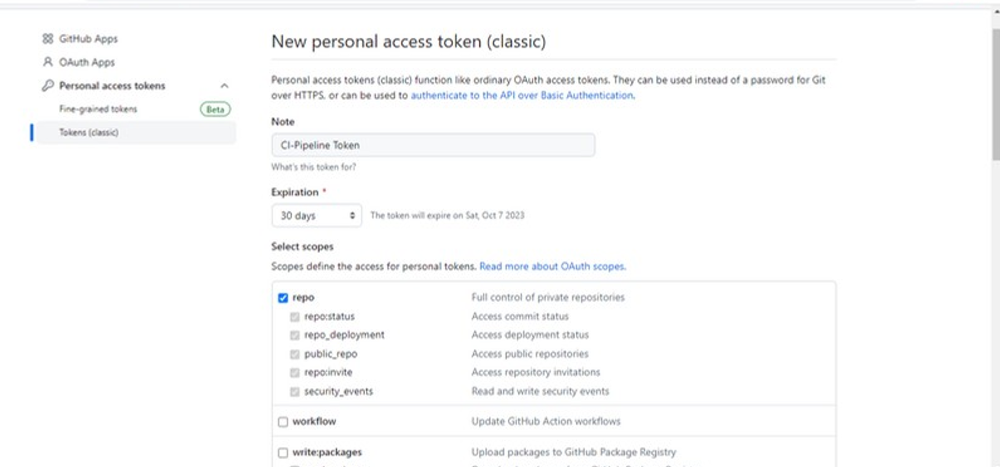 GitHub Apps
OAuth Apps
Personal access tokens
Fine-grained tokens Beta
Tokens (classic)
New personal access token (classic)
Personal access tokens (classic) function like ordinary OAuth access tokens. They can be used instead of a password for Git
over HTTPS, or can be used to authenticate to the API over Basic Authentication.
Note
CI-Pipeline Token
What's this token for?
Expiration *
30 days The token will expire on Sat, Oct 7 2023
Select scopes
Scopes define the access for personal tokens. Read more about OAuth scopes.
repo Full control of private repositories
repo:status Access commit status
repo_deployment Access deployment status
public_repo Access public repositories
repo:invite Access repository invitations
security_events Read and write security events
workflow Update GitHub Action workflows
write:packages Upload packages to GitHub Package Registry